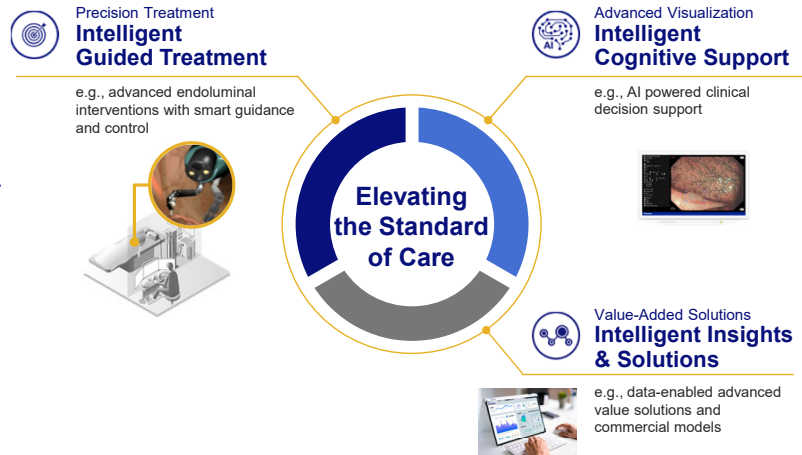 Precision Treatment
Intelligent
Guided Treatment
e.g., advanced endoluminal
interventions with smart guidance
and control
Advanced Visualization
AI
Intelligent
Cognitive Support
e.g., AI powered clinical
decision support
Elevating
the Standard
of Care
Value-Added Solutions
Intelligent Insights
& Solutions
e.g., data-enabled advanced
value solutions and
commercial models